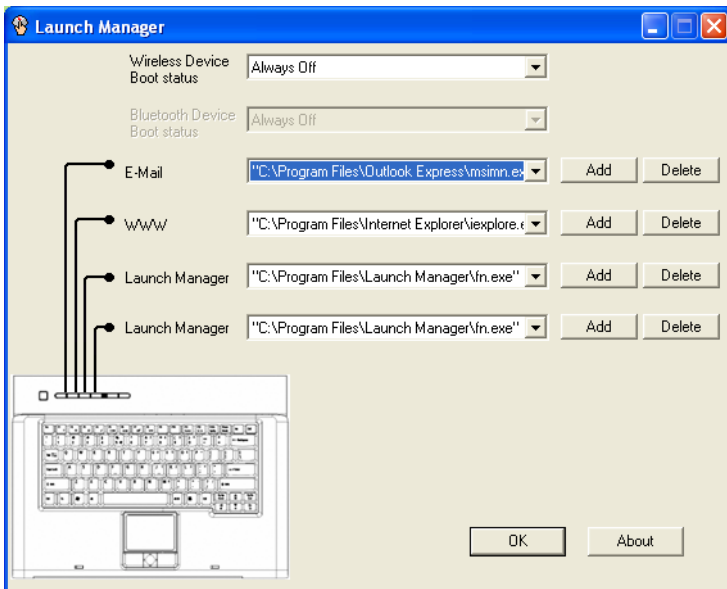 Launch Manager
Wireless Device
Boot status
Always Off
Bluetooth Device
Boot status
Always Off
E-Mail
"C:\Program Files\Outlook Express\msimn.ex
Add
Delete
WWW
"C:\Program Files\Internet Explorer\iexplore.e
Add
Delete
Launch Manager
"C:\Program Files\Launch Manager\fn.exe"
Add
Delete
Launch Manager
"C:\Program Files\Launch Manager\fn.exe"
Add
Delete
OK
About